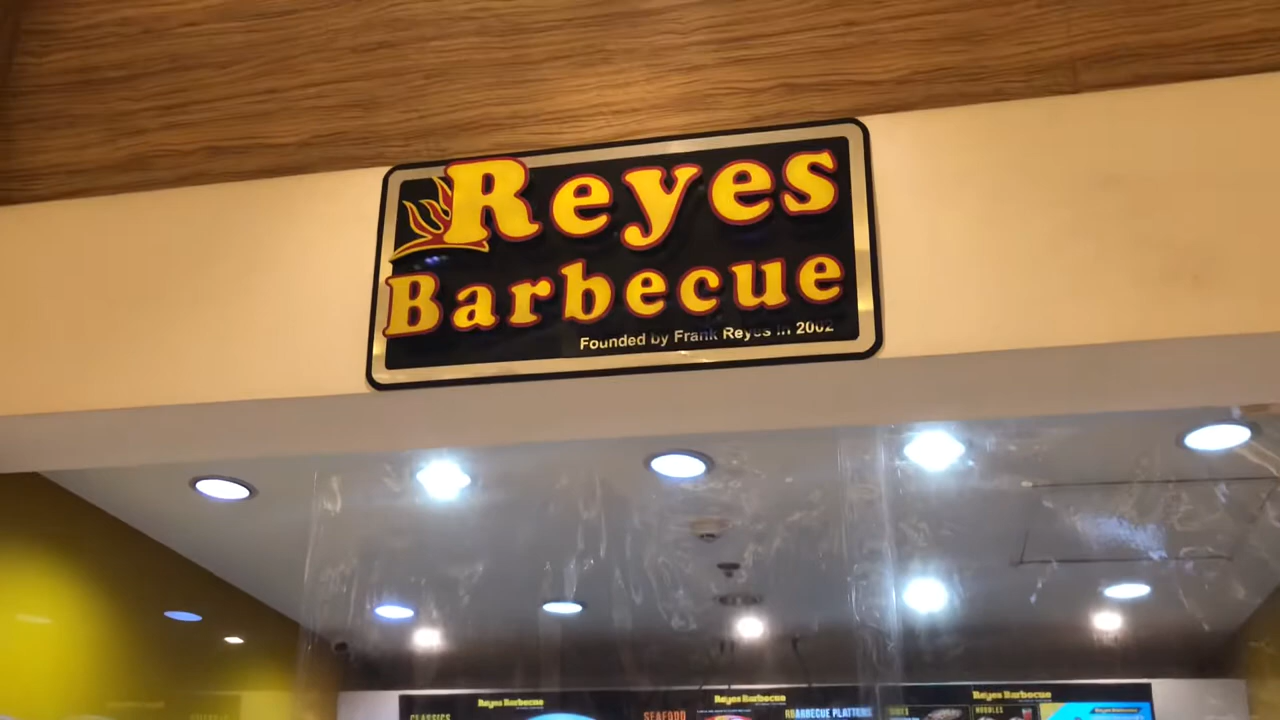 Reyes
Barbecue
Founded by Frank Reyes in 2002
Reyes Barbecue
Reyes Barbecue
Reyes Barbecue
CLASSICS
SEAFOOD
BARBECUE PLATTERS
SIDES
NOODLES